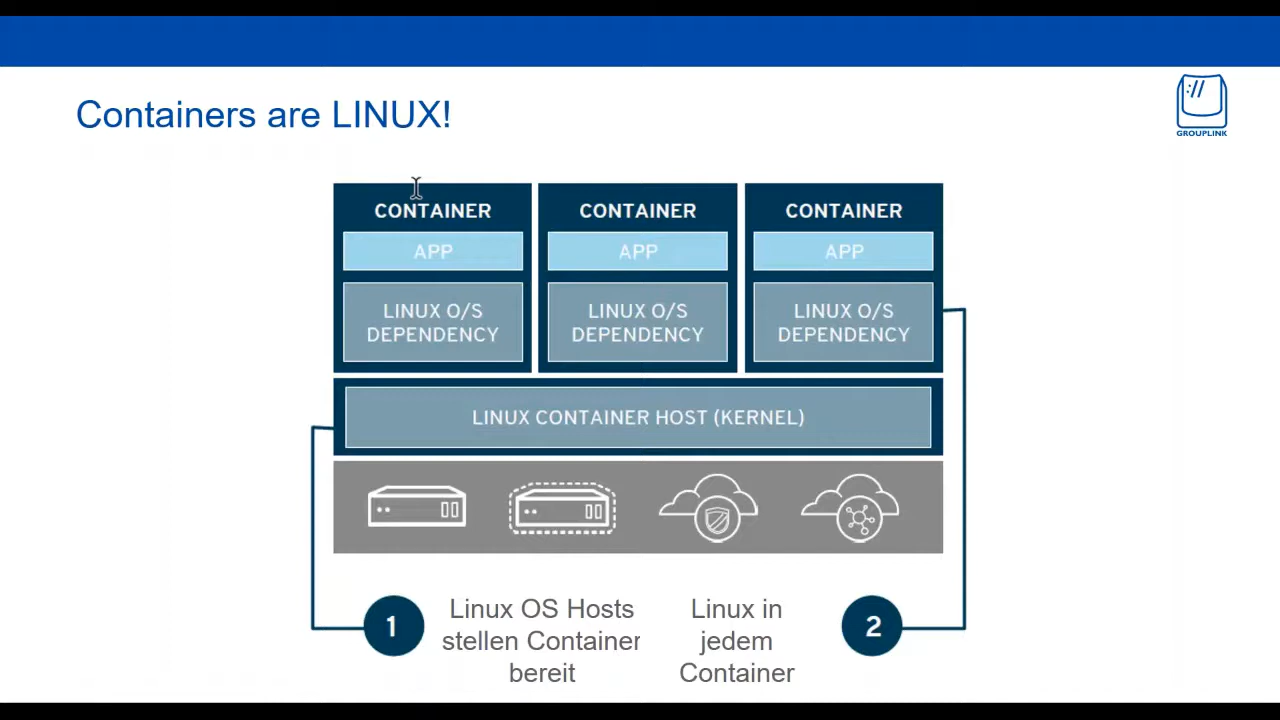 Containers are LINUX!
://
GROUPLINK
CONTAINER
CONTAINER
CONTAINER
APP
APP
APP
LINUX O/S
DEPENDENCY
LINUX O/S
DEPENDENCY
LINUX O/S
DEPENDENCY
LINUX CONTAINER HOST (KERNEL)
1
Linux OS Hosts
stellen Container
bereit
Linux in
jedem
Container
2